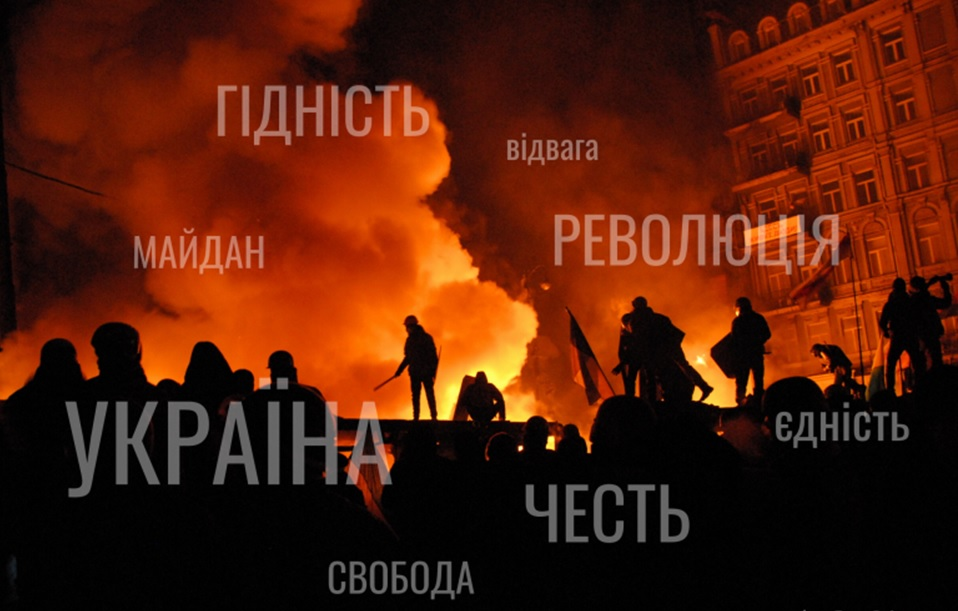 ГІДНІСТЬ
відвага
РЕВОЛЮЦІЯ
МАЙДАН
УКРАЇНА
єдність
ЧЕСТЬ
СВОБОДА